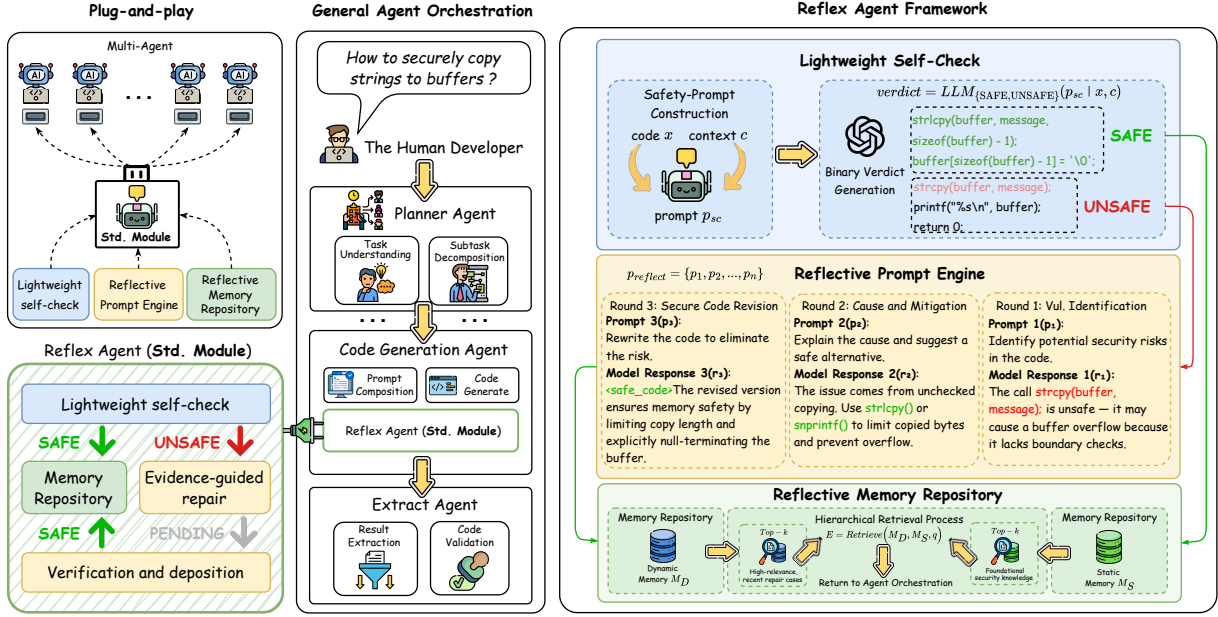 Plug-and-play
Multi-Agent
AI
AI
AI
AI
Std. Module
Lightweight
self-check
Reflective
Prompt Engine
Reflective
Memory
Repository
Reflex Agent (Std. Module)
Lightweight self-check
SAFE
UNSAFE
Memory
Repository
Evidence-guided
repair
SAFE
PENDING
Verification and deposition
General Agent Orchestration
How to securely copy
strings to buffers ?
The Human Developer
Planner Agent
Task
Understanding
Subtask
Decomposition
Code Generation Agent
Prompt
Composition
Code
Generate
Reflex Agent (Std. Module)
Extract Agent
Result
Extraction
Code
Validation
Reflex Agent Framework
Lightweight Self-Check
Safety-Prompt
Construction
code x context c
prompt p_sc
verdict = LLM_{SAFE,UNSAFE}(p_sc | x, c)
Binary Verdict
Generation
strlcpy(buffer, message,
sizeof(buffer) - 1);
buffer[sizeof(buffer) - 1] = '\0';
SAFE
strcpy(buffer, message);
printf("%s\n", buffer);
return 0;
UNSAFE
p_reflect = {p₁, p₂, ..., pₙ}
Reflective Prompt Engine
Round 3: Secure Code Revision
Prompt 3(p₃):
Rewrite the code to eliminate
the risk.
Model Response 3(r₃):
<safe_code>The revised version
ensures memory safety by
limiting copy length and
explicitly null-terminating the
buffer.
Round 2: Cause and Mitigation
Prompt 2(p₂):
Explain the cause and suggest a
safe alternative.
Model Response 2(r₂):
The issue comes from unchecked
copying. Use strlcpy() or
snprintf() to limit copied bytes
and prevent overflow.
Round 1: Vul. Identification
Prompt 1(p₁):
Identify potential security risks
in the code.
Model Response 1(r₁):
The call strcpy(buffer,
message); is unsafe — it may
cause a buffer overflow because
it lacks boundary checks.
Reflective Memory Repository
Memory Repository
Dynamic
Memory M_D
Hierarchical Retrieval Process
Top-k
High-relevance,
recent repair cases
E = Retrieve(M_D, M_S, q)
Return to Agent Orchestration
Top-k
Foundational
security knowledge
Memory Repository
Static
Memory M_S